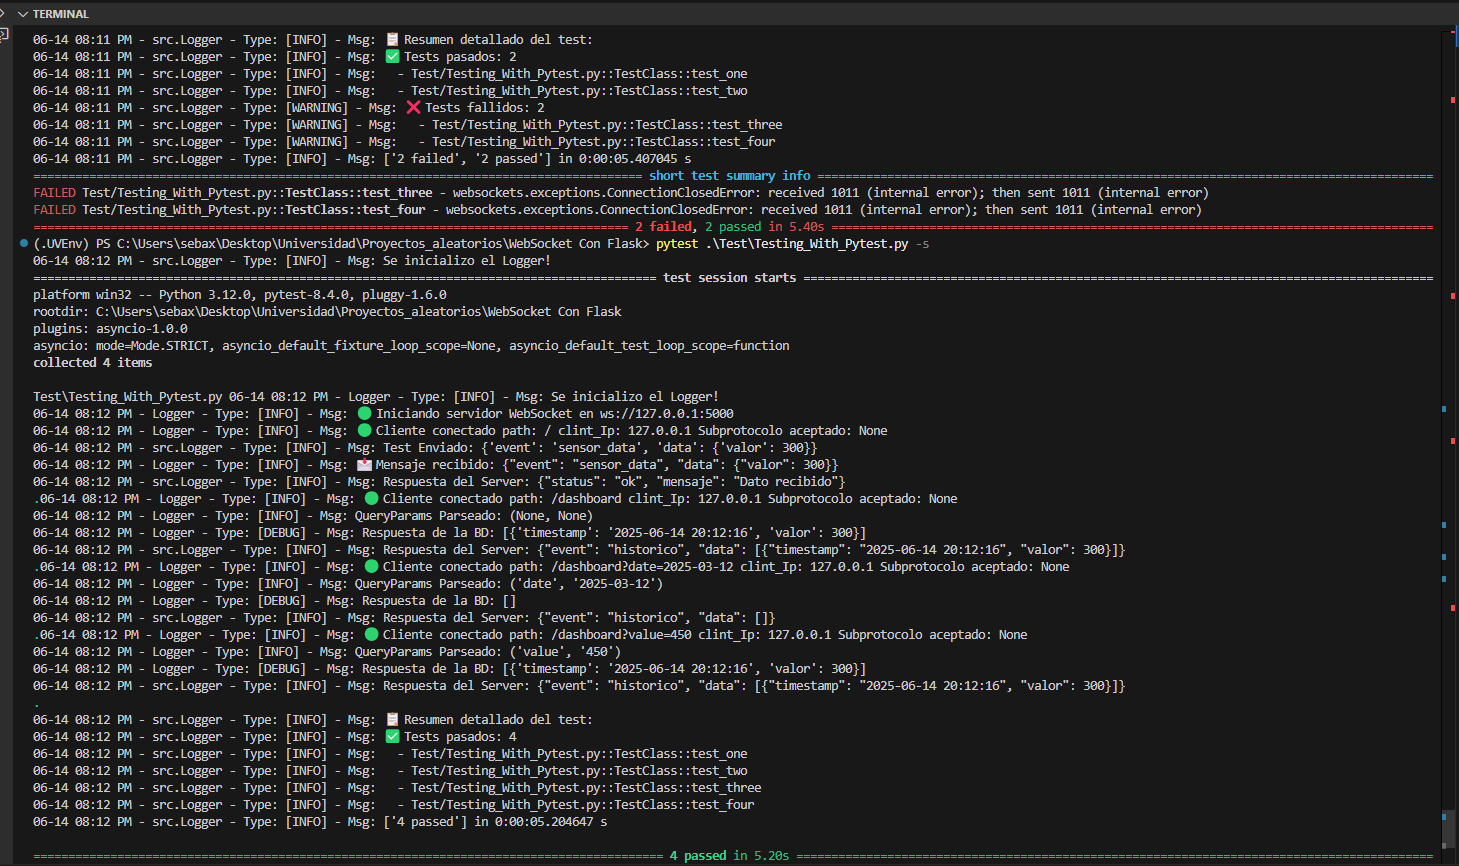 TERMINAL
06-14 08:11 PM - src.Logger - Type: [INFO] - Msg: 📋 Resumen detallado del test:
06-14 08:11 PM - src.Logger - Type: [INFO] - Msg: ✅ Tests pasados: 2
06-14 08:11 PM - src.Logger - Type: [INFO] - Msg:   - Test/Testing_With_Pytest.py::TestClass::test_one
06-14 08:11 PM - src.Logger - Type: [INFO] - Msg:   - Test/Testing_With_Pytest.py::TestClass::test_two
06-14 08:11 PM - src.Logger - Type: [WARNING] - Msg: ❌ Tests fallidos: 2
06-14 08:11 PM - src.Logger - Type: [WARNING] - Msg:   - Test/Testing_With_Pytest.py::TestClass::test_three
06-14 08:11 PM - src.Logger - Type: [WARNING] - Msg:   - Test/Testing_With_Pytest.py::TestClass::test_four
06-14 08:11 PM - src.Logger - Type: [INFO] - Msg: ['2 failed', '2 passed'] in 0:00:05.407045 s
=== short test summary info ===
FAILED Test/Testing_With_Pytest.py::TestClass::test_three - websockets.exceptions.ConnectionClosedError: received 1011 (internal error); then sent 1011 (internal error)
FAILED Test/Testing_With_Pytest.py::TestClass::test_four - websockets.exceptions.ConnectionClosedError: received 1011 (internal error); then sent 1011 (internal error)
=== 2 failed, 2 passed in 5.40s ===
(.UVEnv) PS C:\Users\sebax\Desktop\Universidad\Proyectos_aleatorios\WebSocket Con Flask> pytest .\Test\Testing_With_Pytest.py -s
06-14 08:12 PM - src.Logger - Type: [INFO] - Msg: Se inicializo el Logger!
=== test session starts ===
platform win32 -- Python 3.12.0, pytest-8.4.0, pluggy-1.6.0
rootdir: C:\Users\sebax\Desktop\Universidad\Proyectos_aleatorios\WebSocket Con Flask
plugins: asyncio-1.0.0
asyncio: mode=Mode.STRICT, asyncio_default_fixture_loop_scope=None, asyncio_default_test_loop_scope=function
collected 4 items
Test\Testing_With_Pytest.py 06-14 08:12 PM - Logger - Type: [INFO] - Msg: Se inicializo el Logger!
06-14 08:12 PM - Logger - Type: [INFO] - Msg: 🟢 Iniciando servidor WebSocket en ws://127.0.0.1:5000
06-14 08:12 PM - Logger - Type: [INFO] - Msg: 🟢 Cliente conectado path: / clint_Ip: 127.0.0.1 Subprotocolo aceptado: None
06-14 08:12 PM - src.Logger - Type: [INFO] - Msg: Test Enviado: {'event': 'sensor_data', 'data': {'valor': 300}}
06-14 08:12 PM - Logger - Type: [INFO] - Msg: 📩 Mensaje recibido: {"event": "sensor_data", "data": {"valor": 300}}
06-14 08:12 PM - src.Logger - Type: [INFO] - Msg: Respuesta del Server: {"status": "ok", "mensaje": "Dato recibido"}
.06-14 08:12 PM - Logger - Type: [INFO] - Msg: 🟢 Cliente conectado path: /dashboard clint_Ip: 127.0.0.1 Subprotocolo aceptado: None
06-14 08:12 PM - Logger - Type: [INFO] - Msg: QueryParams Parseado: (None, None)
06-14 08:12 PM - Logger - Type: [DEBUG] - Msg: Respuesta de la BD: [{'timestamp': '2025-06-14 20:12:16', 'valor': 300}]
06-14 08:12 PM - src.Logger - Type: [INFO] - Msg: Respuesta del Server: {"event": "historico", "data": [{"timestamp": "2025-06-14 20:12:16", "valor": 300}]}
.06-14 08:12 PM - Logger - Type: [INFO] - Msg: 🟢 Cliente conectado path: /dashboard?date=2025-03-12 clint_Ip: 127.0.0.1 Subprotocolo aceptado: None
06-14 08:12 PM - Logger - Type: [INFO] - Msg: QueryParams Parseado: ('date', '2025-03-12')
06-14 08:12 PM - Logger - Type: [DEBUG] - Msg: Respuesta de la BD: []
06-14 08:12 PM - src.Logger - Type: [INFO] - Msg: Respuesta del Server: {"event": "historico", "data": []}
.06-14 08:12 PM - Logger - Type: [INFO] - Msg: 🟢 Cliente conectado path: /dashboard?value=450 clint_Ip: 127.0.0.1 Subprotocolo aceptado: None
06-14 08:12 PM - Logger - Type: [INFO] - Msg: QueryParams Parseado: ('value', '450')
06-14 08:12 PM - Logger - Type: [DEBUG] - Msg: Respuesta de la BD: [{'timestamp': '2025-06-14 20:12:16', 'valor': 300}]
06-14 08:12 PM - src.Logger - Type: [INFO] - Msg: Respuesta del Server: {"event": "historico", "data": [{"timestamp": "2025-06-14 20:12:16", "valor": 300}]}
.
06-14 08:12 PM - src.Logger - Type: [INFO] - Msg: 📋 Resumen detallado del test:
06-14 08:12 PM - src.Logger - Type: [INFO] - Msg: ✅ Tests pasados: 4
06-14 08:12 PM - src.Logger - Type: [INFO] - Msg:   - Test/Testing_With_Pytest.py::TestClass::test_one
06-14 08:12 PM - src.Logger - Type: [INFO] - Msg:   - Test/Testing_With_Pytest.py::TestClass::test_two
06-14 08:12 PM - src.Logger - Type: [INFO] - Msg:   - Test/Testing_With_Pytest.py::TestClass::test_three
06-14 08:12 PM - src.Logger - Type: [INFO] - Msg:   - Test/Testing_With_Pytest.py::TestClass::test_four
06-14 08:12 PM - src.Logger - Type: [INFO] - Msg: ['4 passed'] in 0:00:05.204647 s
=== 4 passed in 5.20s ===